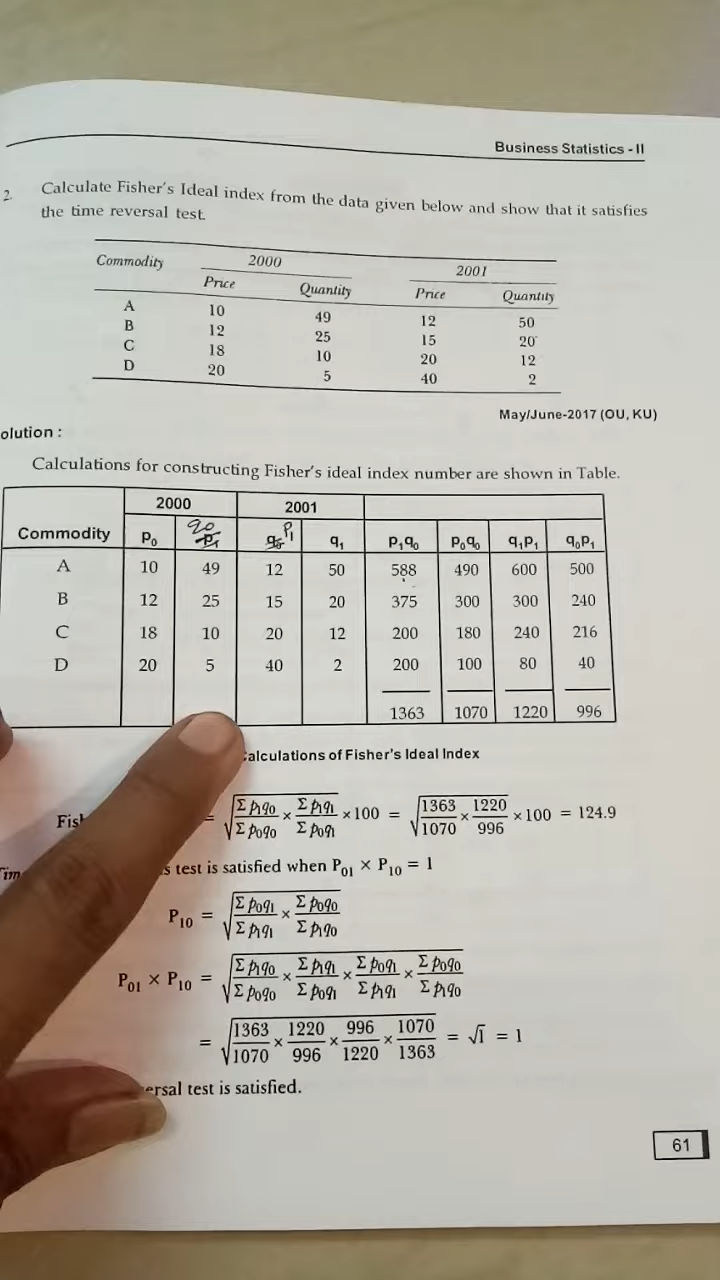 Business Statistics - II
2. Calculate Fisher's Ideal index from the data given below and show that it satisfies
the time reversal test.
Commodity 2000 2001
Price Quantity Price Quantity
A 10 49 12 50
B 12 25 15 20
C 18 10 20 12
D 20 5 40 2
May/June-2017 (OU, KU)
olution :
Calculations for constructing Fisher's ideal index number are shown in Table.
2000 2001
Commodity P₀ q₀ P₁ q₁ P₁q₀ P₀q₀ q₁P₁ q₀P₁
A 10 49 12 50 588 490 600 500
B 12 25 15 20 375 300 300 240
C 18 10 20 12 200 180 240 216
D 20 5 40 2 200 100 80 40
1363 1070 1220 996
alculations of Fisher's Ideal Index
Fis = √(Σp₁q₀/Σp₀q₀ × Σp₁q₁/Σp₀q₁) × 100 = √(1363/1070 × 1220/996) × 100 = 124.9
Tim s test is satisfied when P₀₁ × P₁₀ = 1
P₁₀ = √(Σp₀q₁/Σp₁q₁ × Σp₀q₀/Σp₁q₀)
P₀₁ × P₁₀ = √(Σp₁q₀/Σp₀q₀ × Σp₁q₁/Σp₀q₁ × Σp₀q₁/Σp₁q₁ × Σp₀q₀/Σp₁q₀)
= √(1363/1070 × 1220/996 × 996/1220 × 1070/1363) = √1 = 1
ersal test is satisfied.
61